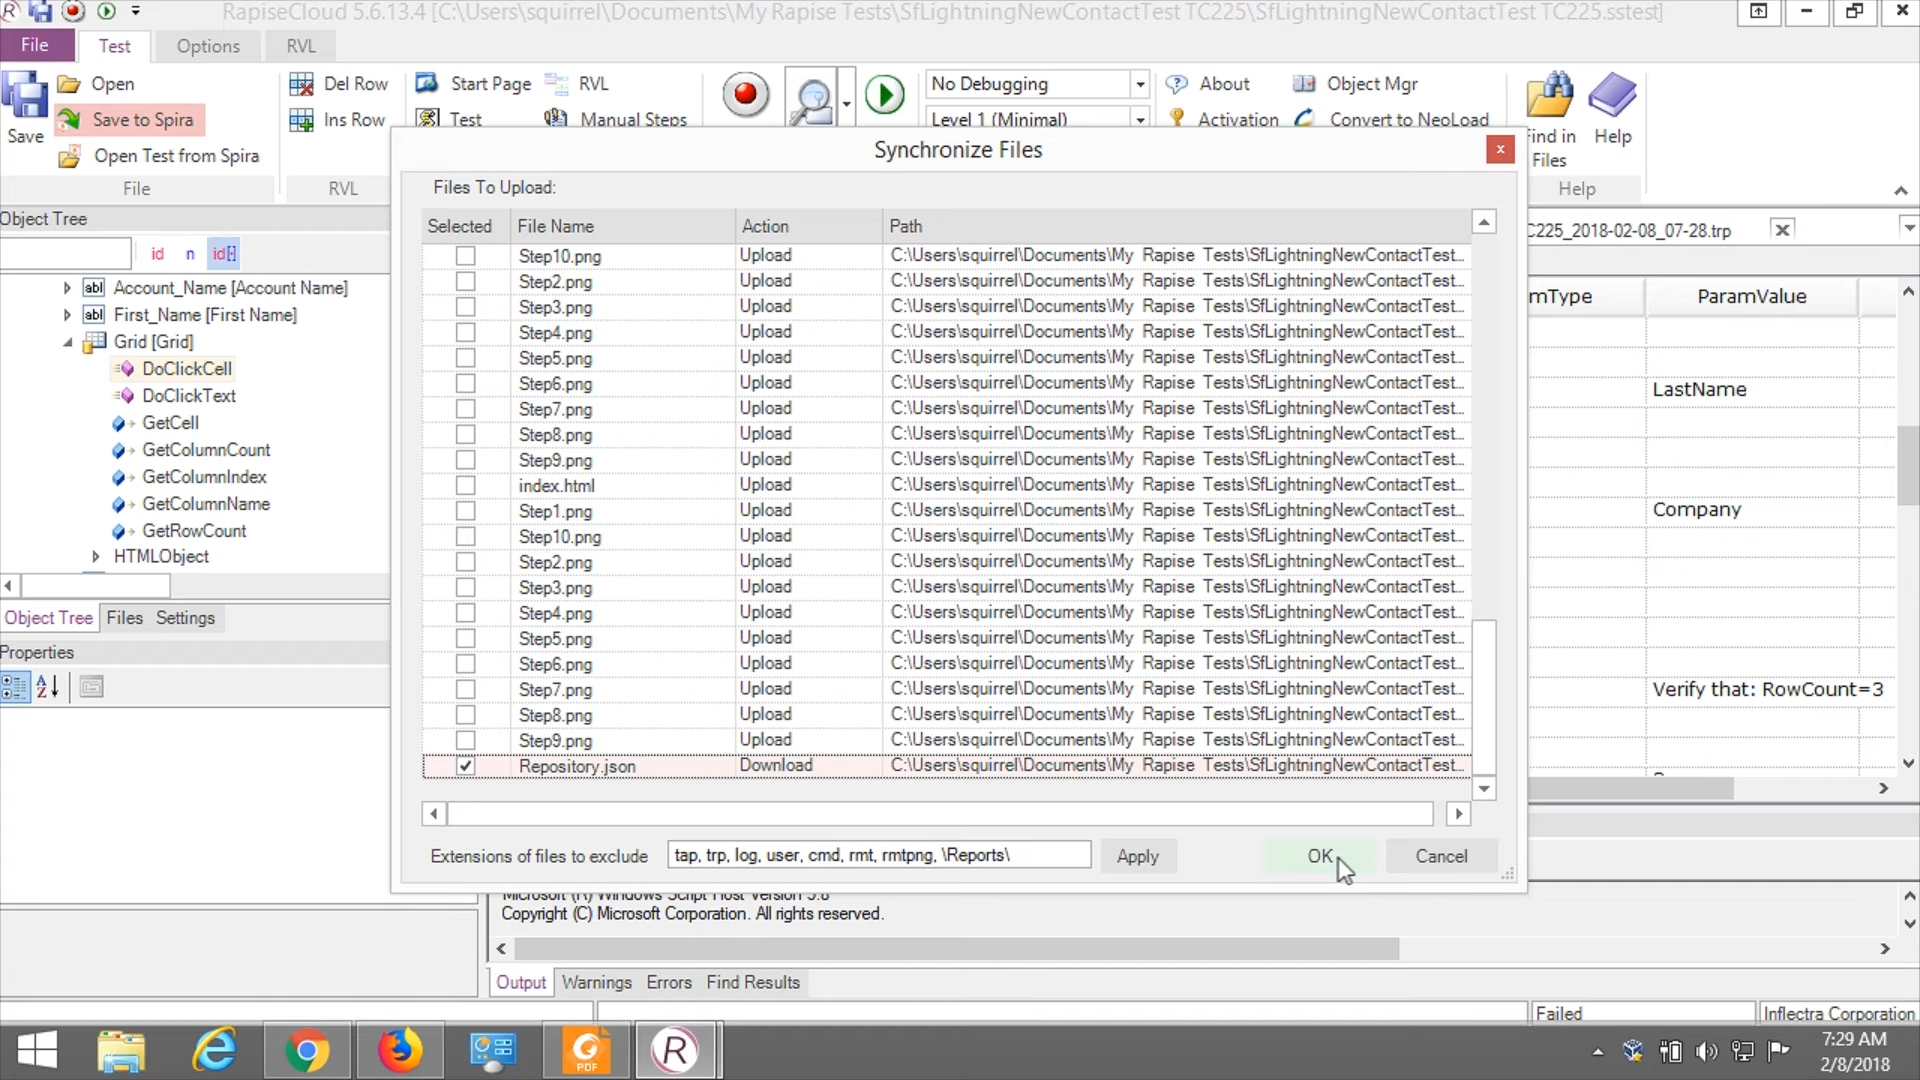 RapiseCloud 5.6.13.4 [C:\Users\squirrel\Documents\My Rapise Tests\SfLightningNewContactTest TC225\SfLightningNewContactTest TC225.sstest]
File Test Options RVL
Open Del Row Start Page RVL No Debugging About Object Mgr
Save Save to Spira Ins Row Test Manual Steps Level 1 (Minimal) Activation Convert to NeoLoad Find in Files Help
Open Test from Spira
File RVL Help
Synchronize Files x
Files To Upload:
Object Tree
Selected File Name Action Path
C225_2018-02-08_07-28.trp
id n id[·]
Step10.png Upload C:\Users\squirrel\Documents\My Rapise Tests\SfLightningNewContactTest...
Step2.png Upload C:\Users\squirrel\Documents\My Rapise Tests\SfLightningNewContactTest...
Step3.png Upload C:\Users\squirrel\Documents\My Rapise Tests\SfLightningNewContactTest...
Step4.png Upload C:\Users\squirrel\Documents\My Rapise Tests\SfLightningNewContactTest...
Step5.png Upload C:\Users\squirrel\Documents\My Rapise Tests\SfLightningNewContactTest...
Step6.png Upload C:\Users\squirrel\Documents\My Rapise Tests\SfLightningNewContactTest...
Step7.png Upload C:\Users\squirrel\Documents\My Rapise Tests\SfLightningNewContactTest...
Step8.png Upload C:\Users\squirrel\Documents\My Rapise Tests\SfLightningNewContactTest...
Step9.png Upload C:\Users\squirrel\Documents\My Rapise Tests\SfLightningNewContactTest...
index.html Upload C:\Users\squirrel\Documents\My Rapise Tests\SfLightningNewContactTest...
Step1.png Upload C:\Users\squirrel\Documents\My Rapise Tests\SfLightningNewContactTest...
Step10.png Upload C:\Users\squirrel\Documents\My Rapise Tests\SfLightningNewContactTest...
Step2.png Upload C:\Users\squirrel\Documents\My Rapise Tests\SfLightningNewContactTest...
Step3.png Upload C:\Users\squirrel\Documents\My Rapise Tests\SfLightningNewContactTest...
Step4.png Upload C:\Users\squirrel\Documents\My Rapise Tests\SfLightningNewContactTest...
Step5.png Upload C:\Users\squirrel\Documents\My Rapise Tests\SfLightningNewContactTest...
Step6.png Upload C:\Users\squirrel\Documents\My Rapise Tests\SfLightningNewContactTest...
Step7.png Upload C:\Users\squirrel\Documents\My Rapise Tests\SfLightningNewContactTest...
Step8.png Upload C:\Users\squirrel\Documents\My Rapise Tests\SfLightningNewContactTest...
Step9.png Upload C:\Users\squirrel\Documents\My Rapise Tests\SfLightningNewContactTest...
Repository.json Download C:\Users\squirrel\Documents\My Rapise Tests\SfLightningNewContactTest...
Extensions of files to exclude tap, trp, log, user, cmd, rmt, rmtpng, \Reports\ Apply OK Cancel
abl Account_Name [Account Name]
abl First_Name [First Name]
Grid [Grid]
DoClickCell
DoClickText
GetCell
GetColumnCount
GetColumnIndex
GetColumnName
GetRowCount
HTMLObject
Object Tree Files Settings
Properties
AZ
mType ParamValue
LastName
Company
Verify that: RowCount=3
Microsoft (R) Windows Script Host Version 5.8
Copyright (C) Microsoft Corporation. All rights reserved.
Output Warnings Errors Find Results
Failed Inflectra Corporation
PDF R
7:29 AM
2/8/2018